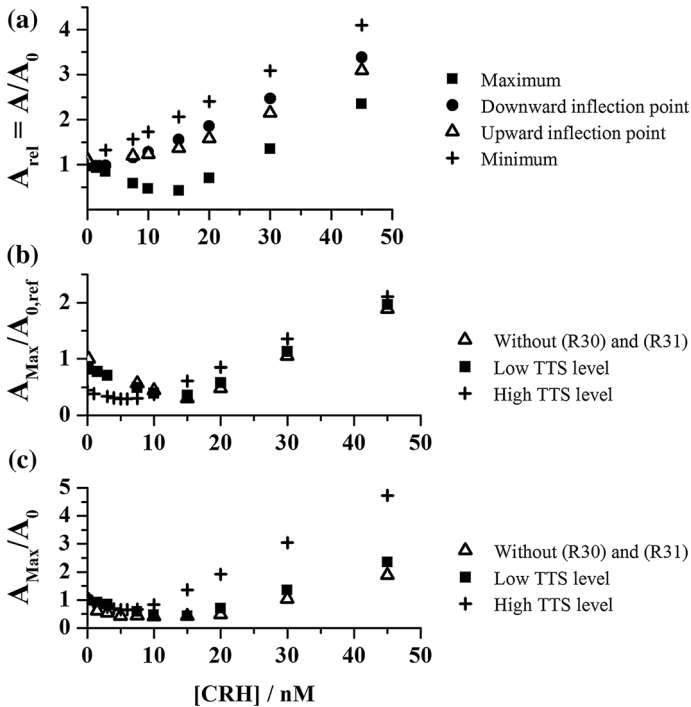 (a)
A_rel = A/A_0
4
3
2
1
0 10 20 30 40 50
Maximum
Downward inflection point
Upward inflection point
Minimum
(b)
A_Max/A_0,ref
2
1
0
0 10 20 30 40 50
Without (R30) and (R31)
Low TTS level
High TTS level
(c)
A_Max/A_0
5
4
3
2
1
0
0 10 20 30 40 50
Without (R30) and (R31)
Low TTS level
High TTS level
[CRH] / nM